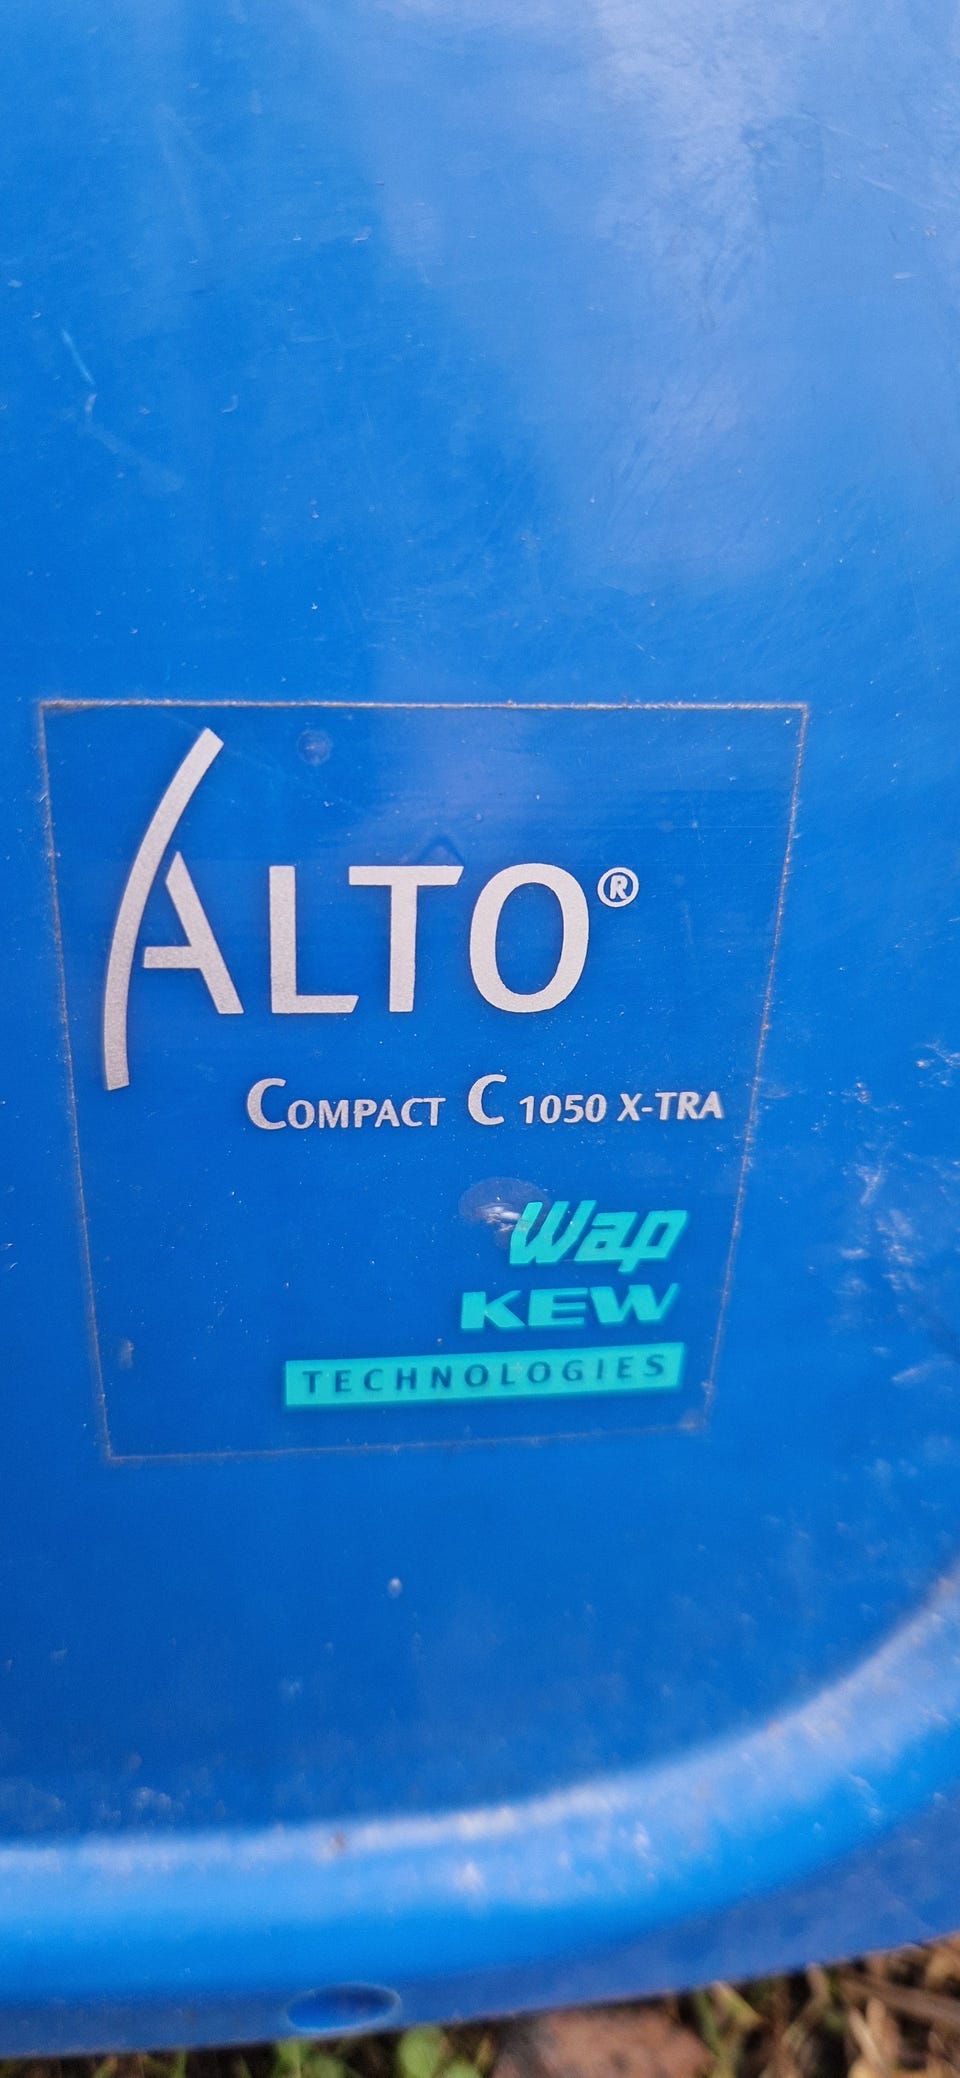 ALTO®
COMPACT C 1050 X-TRA
Wap
KEW
TECHNOLOGIES